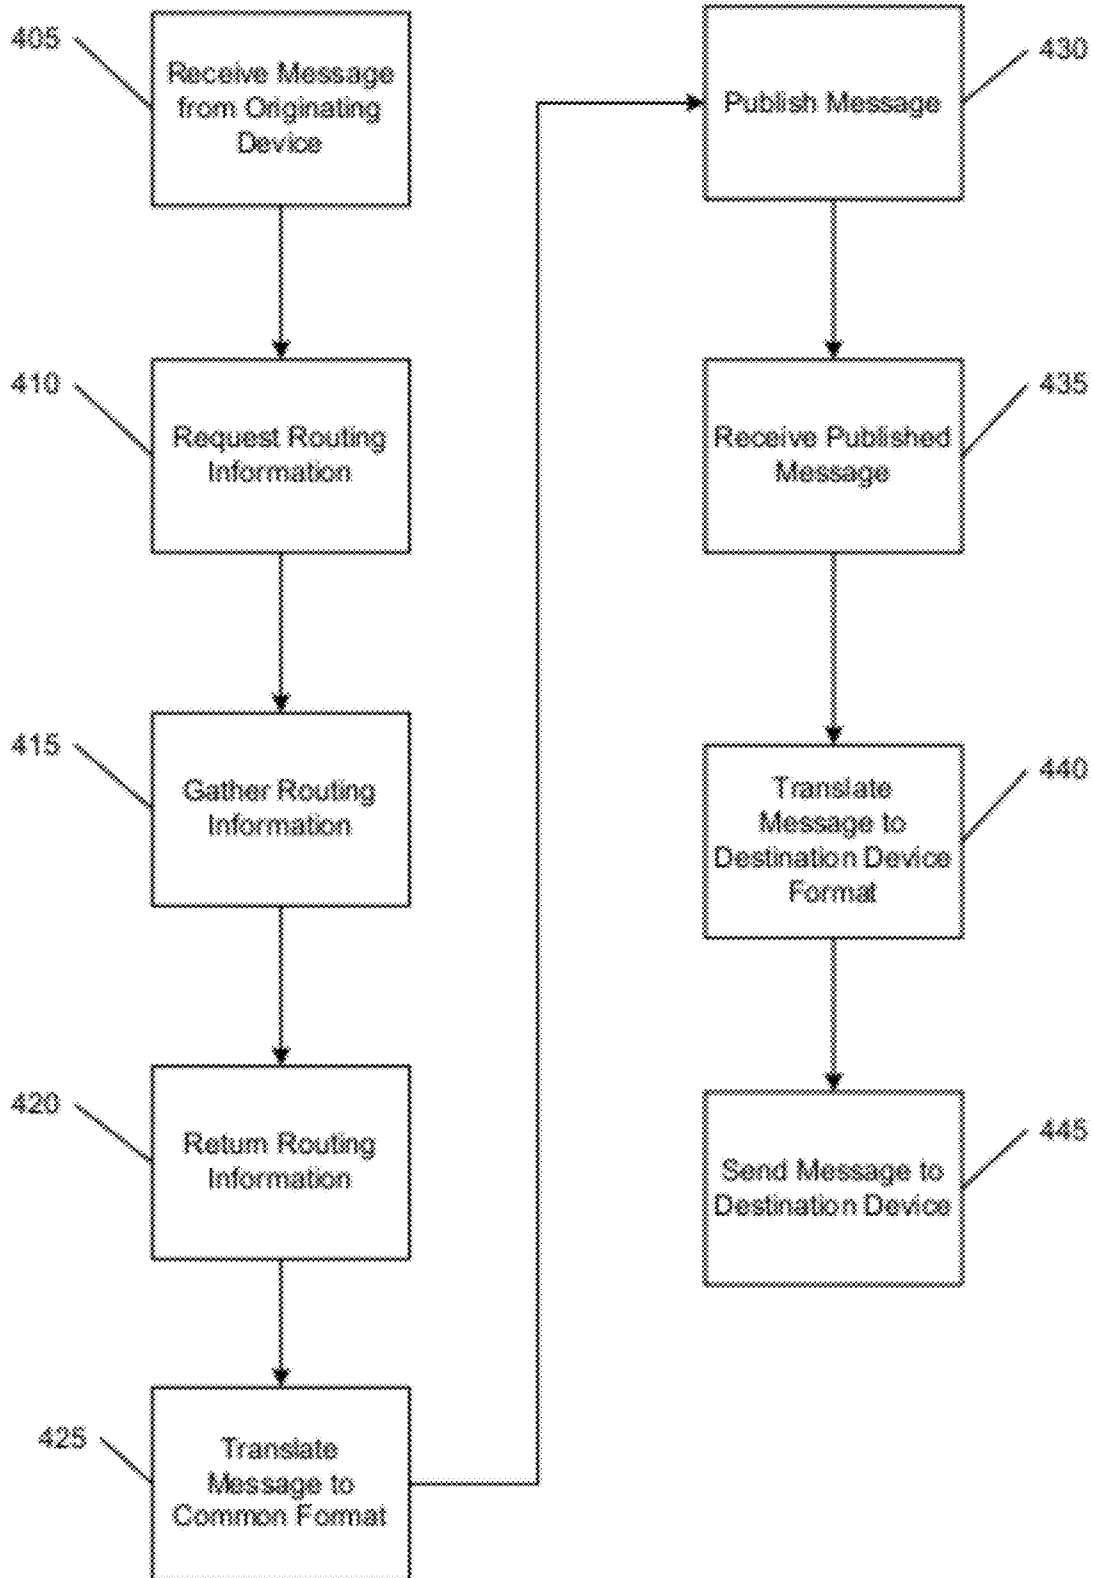 405
Receive Message
from Originating
Device
410
Request Routing
Information
415
Gather Routing
Information
420
Return Routing
Information
425
Translate
Message to
Common Format
430
Publish Message
435
Receive Published
Message
440
Translate
Message to
Destination Device
Format
445
Send Message to
Destination Device